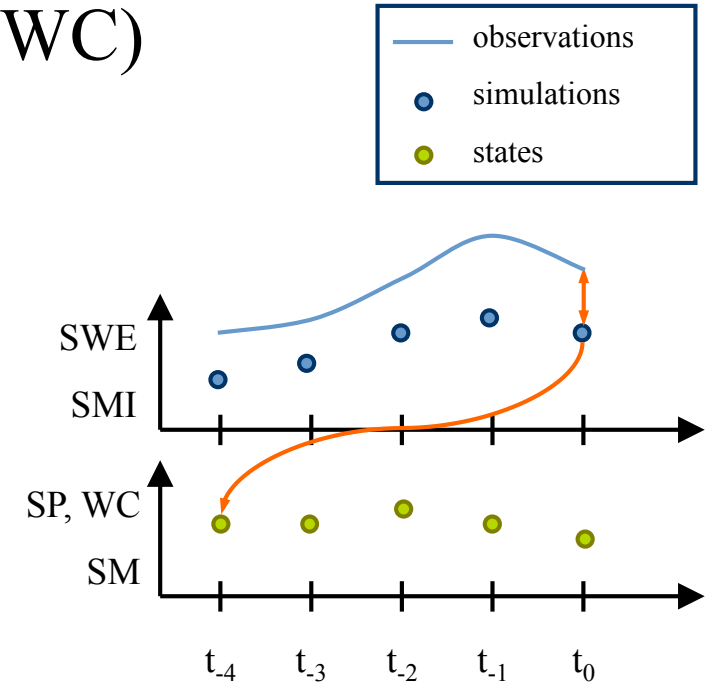 WC)
observations
simulations
states
SWE
SMI
SP, WC
SM
t-4 t-3 t-2 t-1 t0